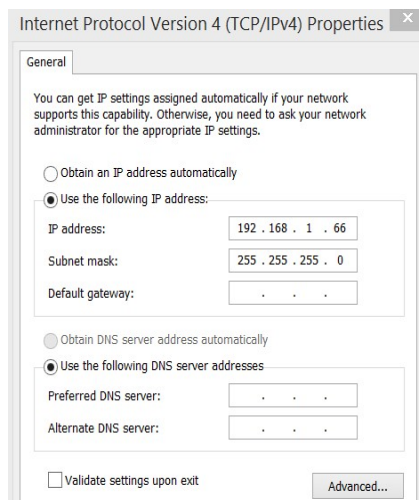 Internet Protocol Version 4 (TCP/IPv4) Properties
General
You can get IP settings assigned automatically if your network
supports this capability. Otherwise, you need to ask your network
administrator for the appropriate IP settings.
Obtain an IP address automatically
Use the following IP address:
IP address: 192 . 168 . 1 . 66
Subnet mask: 255 . 255 . 255 . 0
Default gateway: . . .
Obtain DNS server address automatically
Use the following DNS server addresses
Preferred DNS server: . . .
Alternate DNS server: . . .
Validate settings upon exit Advanced...